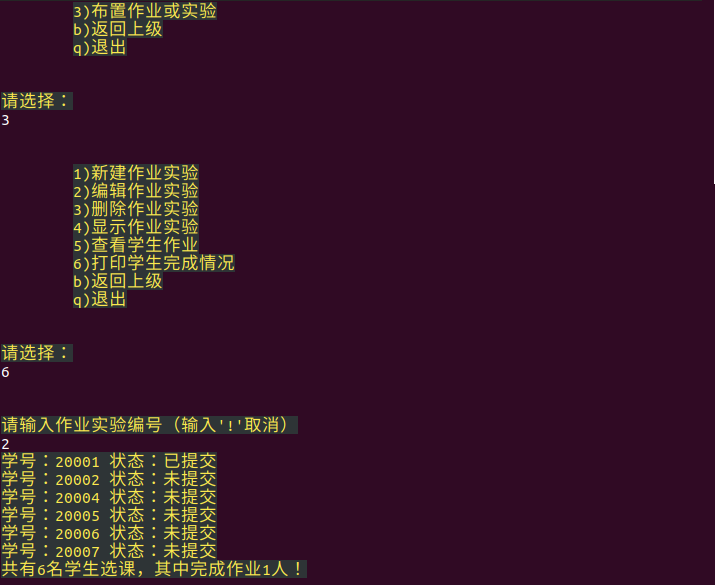 3)布置作业或实验
b)返回上级
q)退出
请选择：
3
1)新建作业实验
2)编辑作业实验
3)删除作业实验
4)显示作业实验
5)查看学生作业
6)打印学生完成情况
b)返回上级
q)退出
请选择：
6
请输入作业实验编号（输入'!'取消）
2
学号：20001 状态：已提交
学号：20002 状态：未提交
学号：20004 状态：未提交
学号：20005 状态：未提交
学号：20006 状态：未提交
学号：20007 状态：未提交
共有6名学生选课，其中完成作业1人！